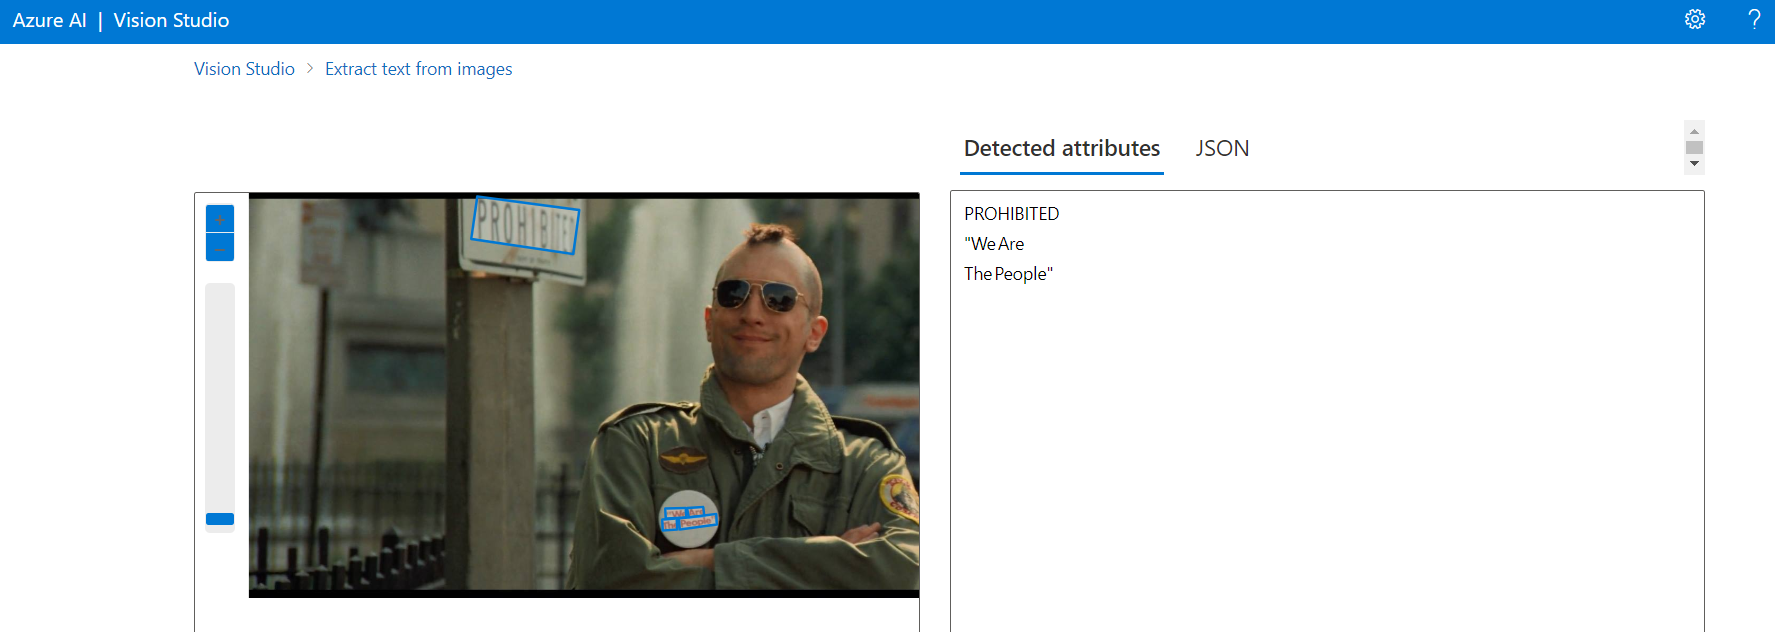 Azure AI | Vision Studio
Vision Studio > Extract text from images
Detected attributes
JSON
PROHIBITED
"We Are
The People"
PROHIBITED
"We Are
The People"